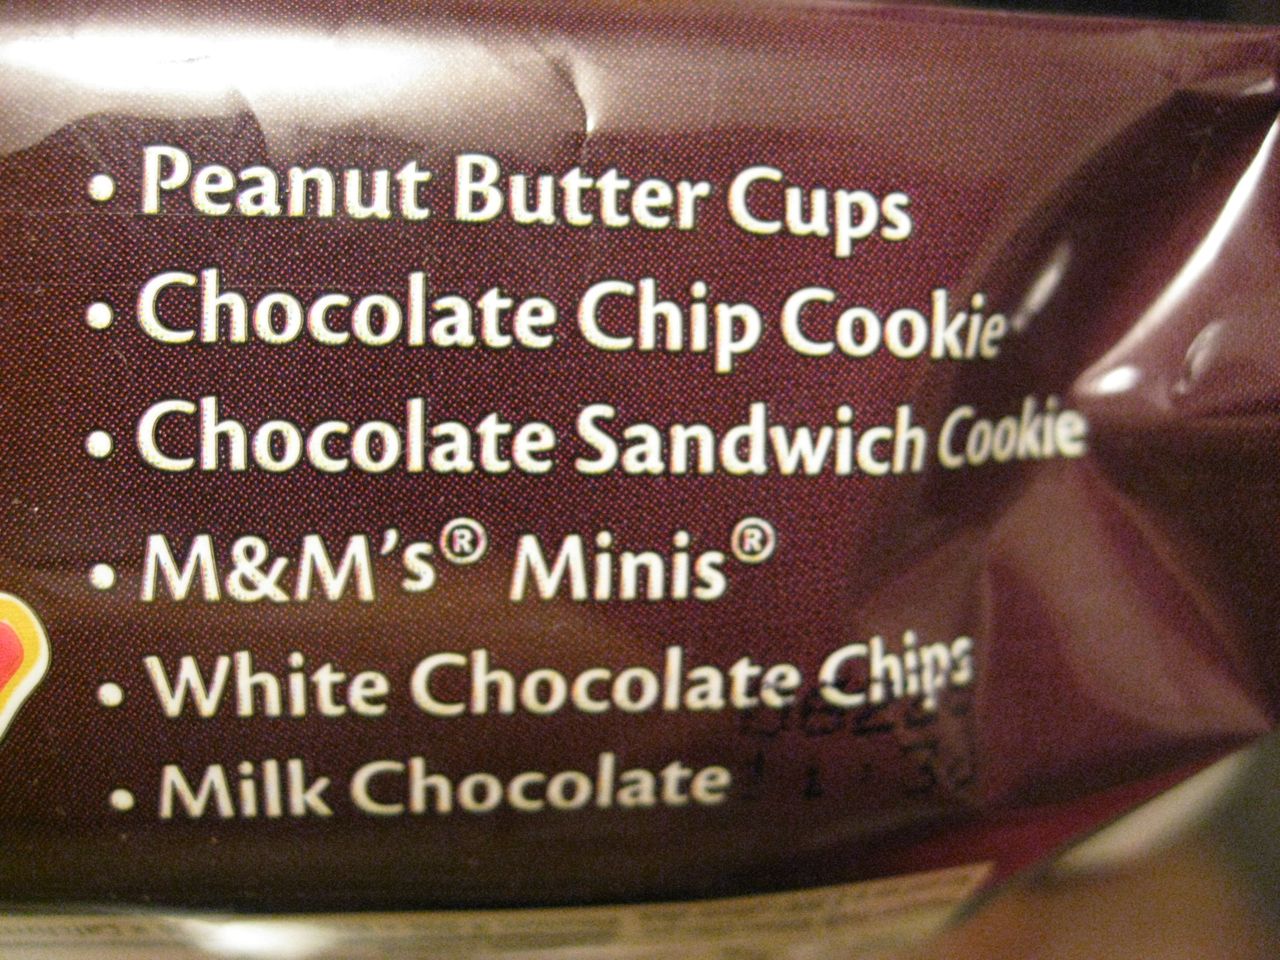 • Peanut Butter Cups
• Chocolate Chip Cookie
• Chocolate Sandwich Cookie
• M&M's® Minis®
• White Chocolate Chips
• Milk Chocolate